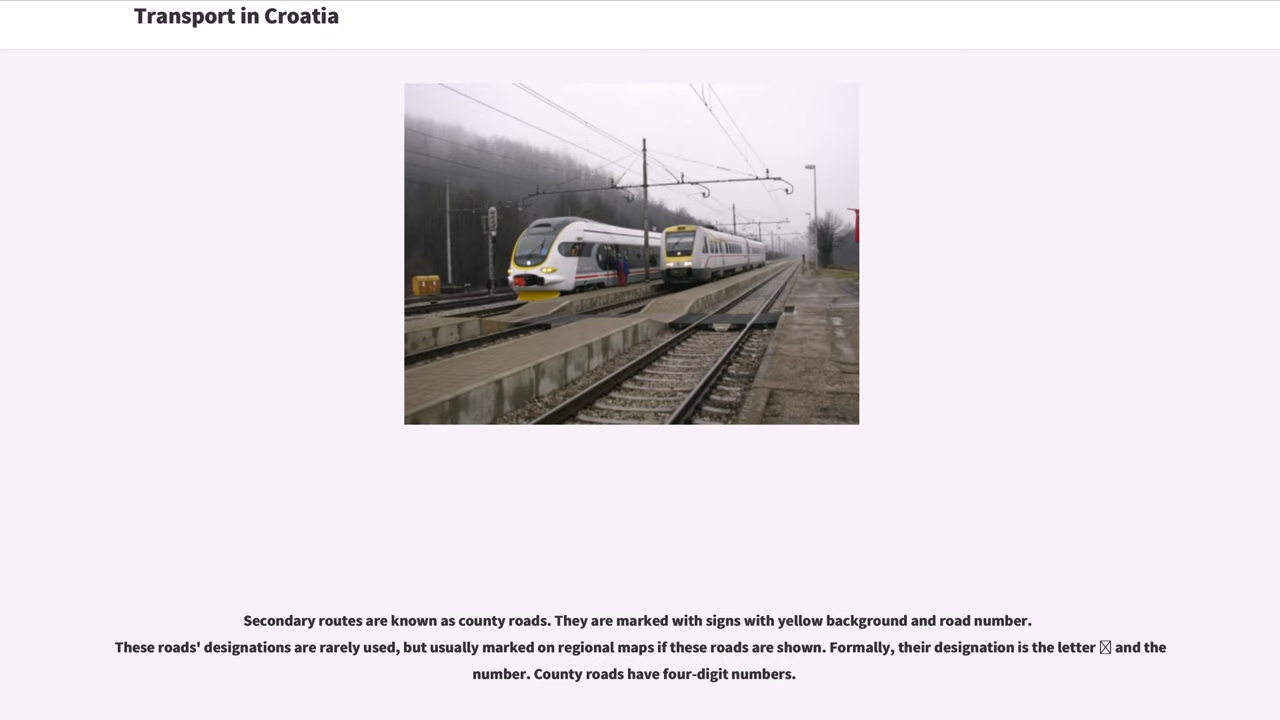 Transport in Croatia
Secondary routes are known as county roads. They are marked with signs with yellow background and road number.
These roads' designations are rarely used, but usually marked on regional maps if these roads are shown. Formally, their designation is the letter and the
number. County roads have four-digit numbers.